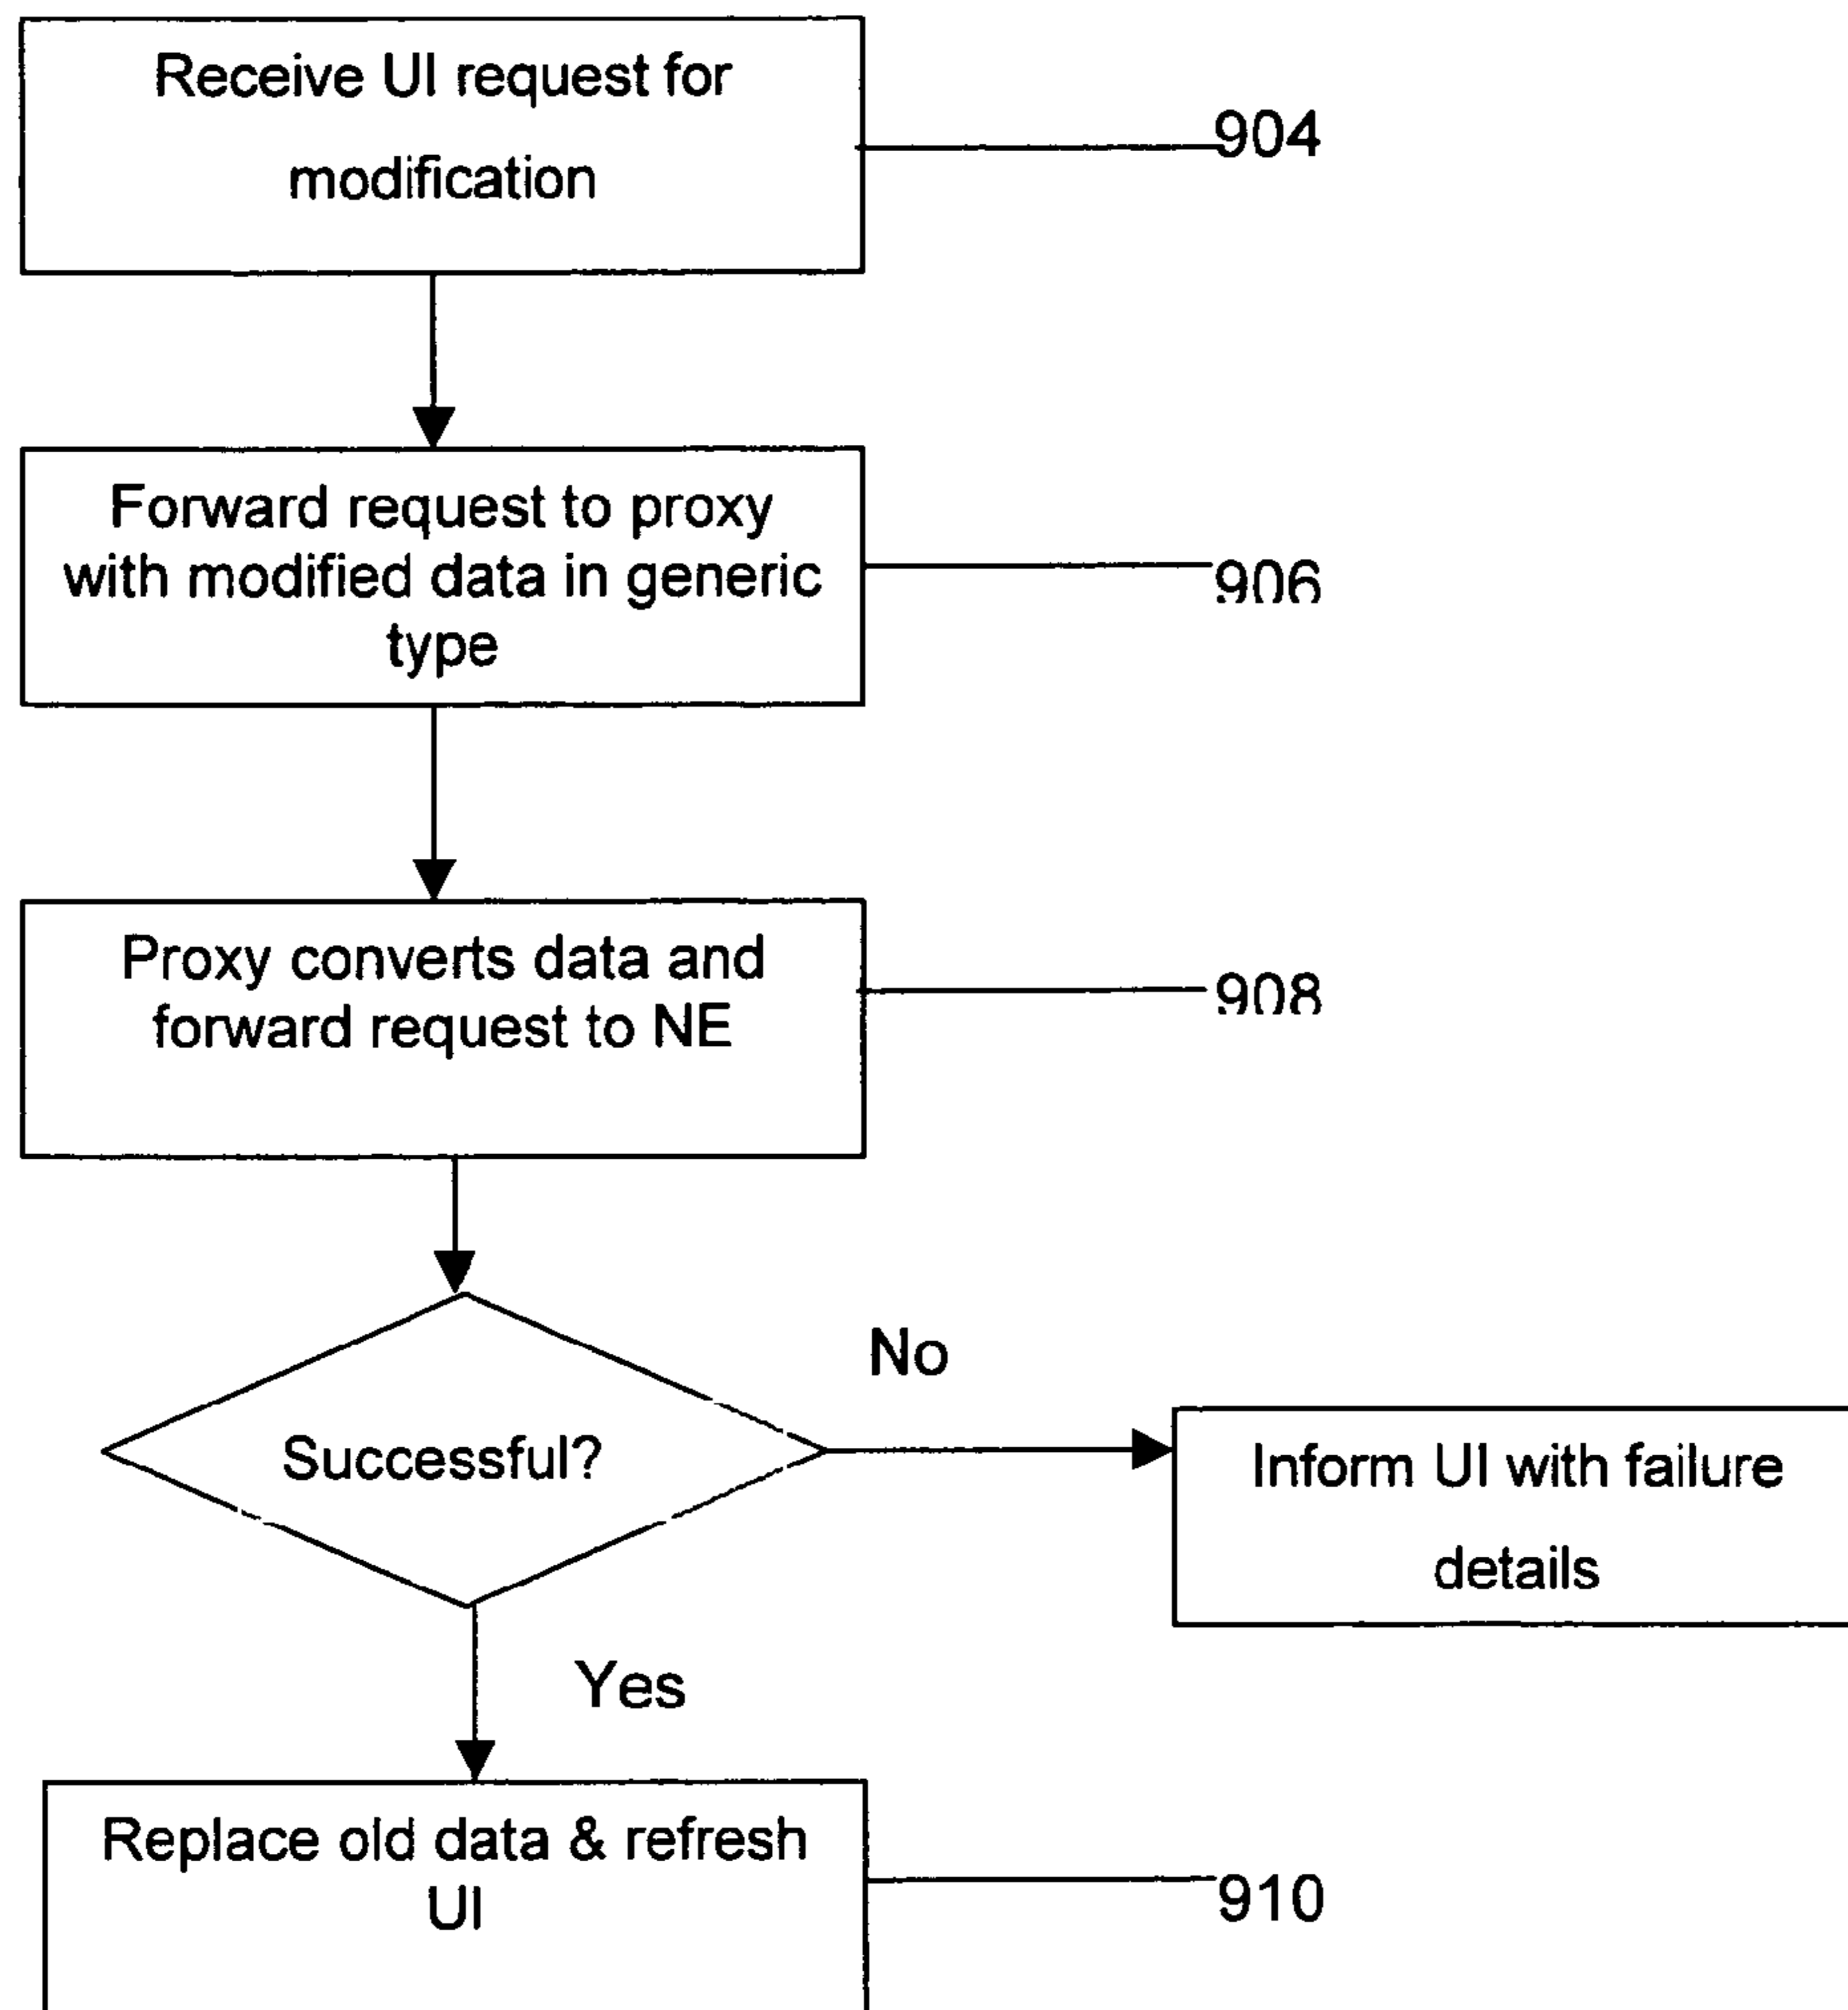 Receive UI request for
modification
904
Forward request to proxy
with modified data in generic
type
906
Proxy converts data and
forward request to NE
908
Successful?
No
Inform UI with failure
details
Yes
Replace old data & refresh
UI
910